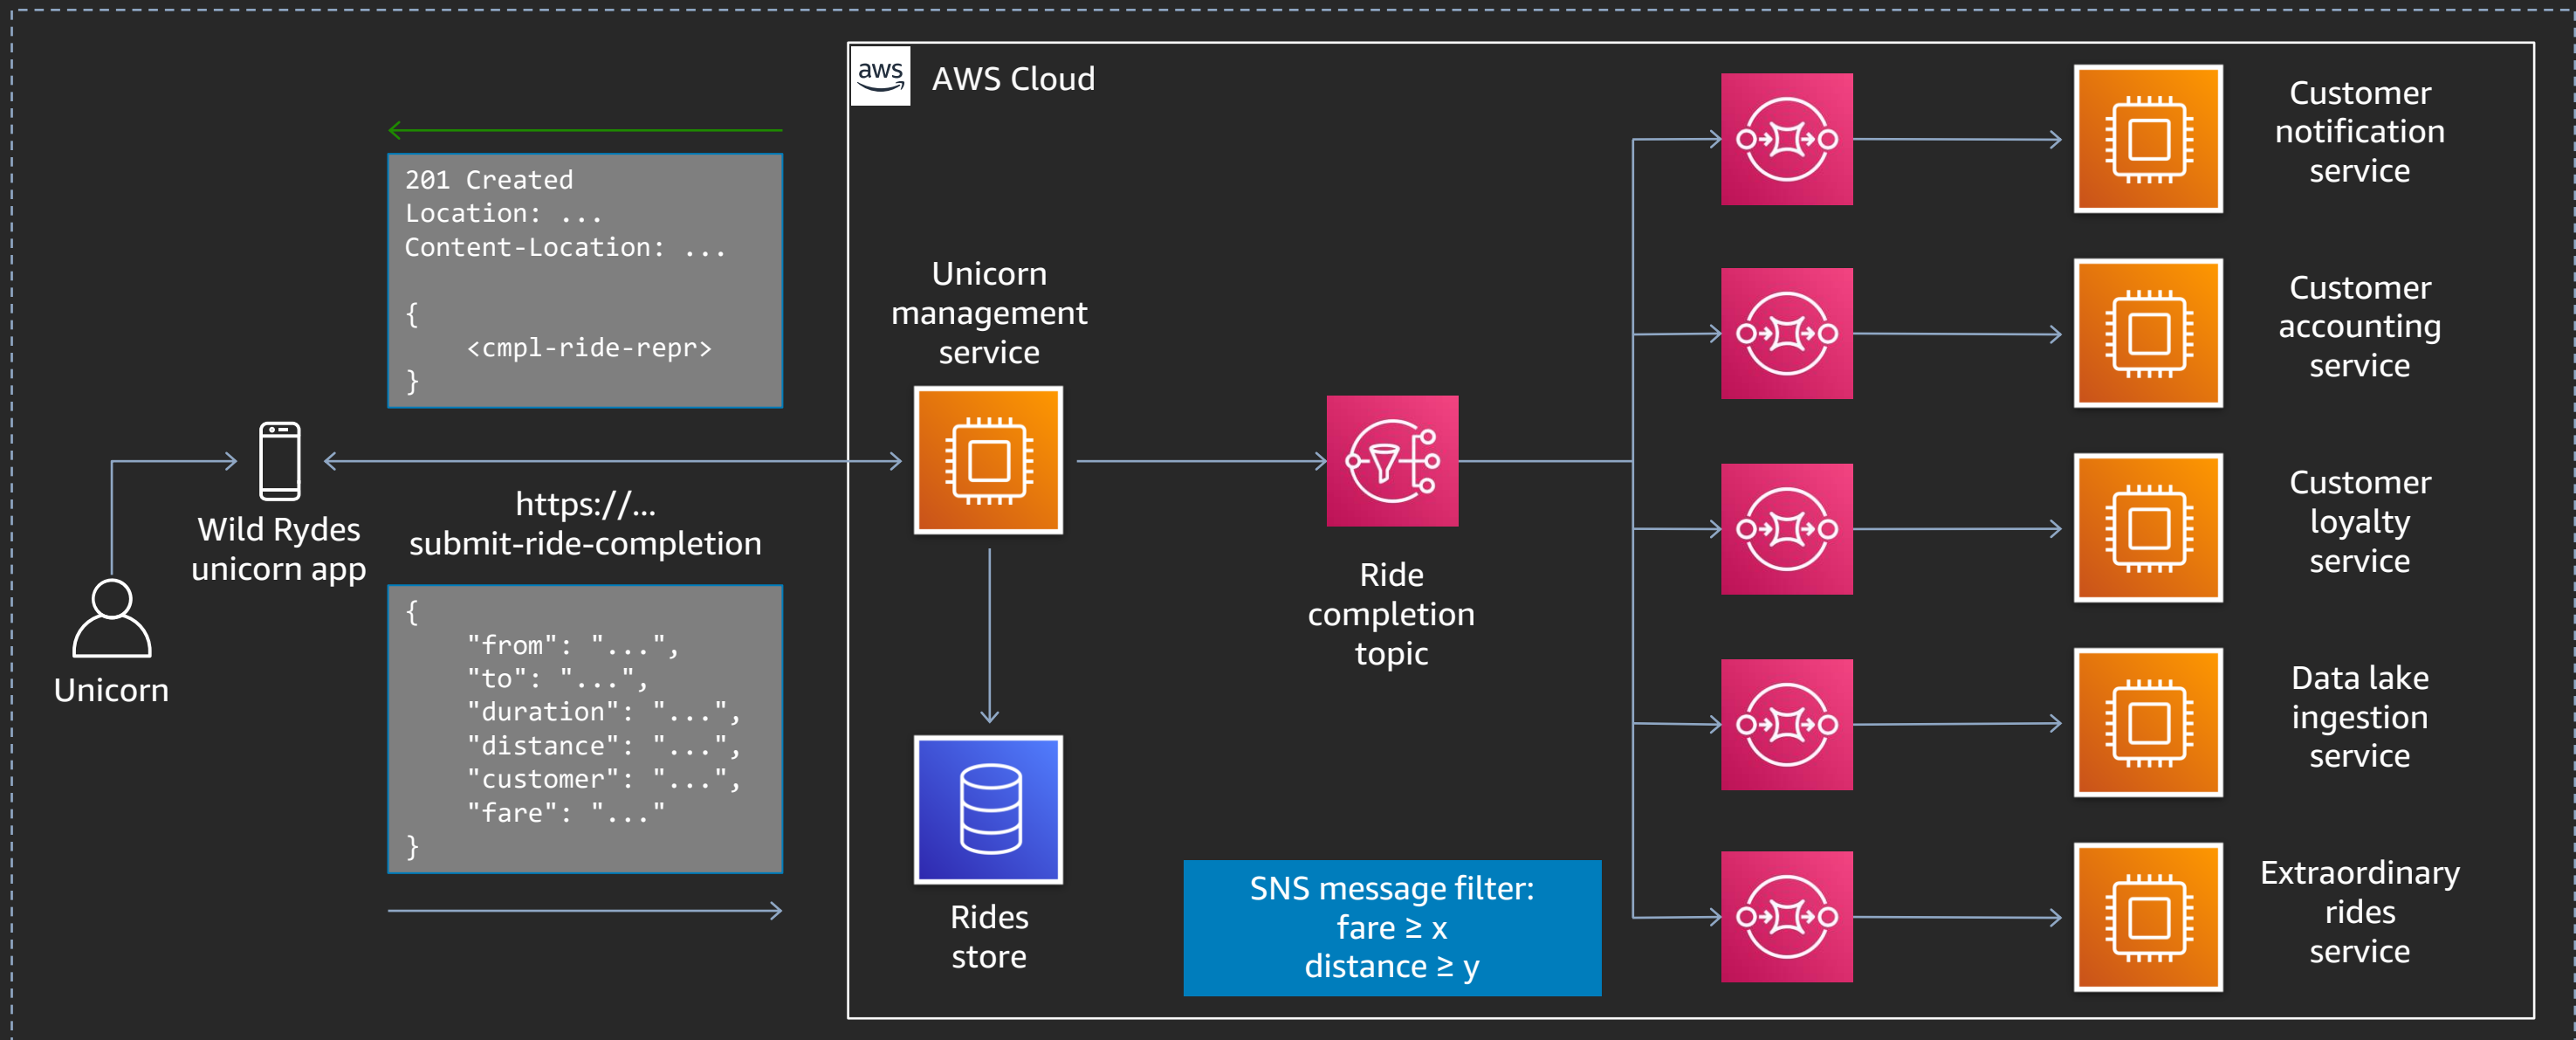 aws
AWS Cloud
201 Created
Location: ...
Content-Location: ...
{
<cmpl-ride-repr>
}
Wild Rydes
unicorn app
Unicorn
https://...
submit-ride-completion
{
"from": "...",
"to": "...",
"duration": "...",
"distance": "...",
"customer": "...",
"fare": "..."
}
Unicorn
management
service
Rides
store
Ride
completion
topic
SNS message filter:
fare ≥ x
distance ≥ y
Customer
notification
service
Customer
accounting
service
Customer
loyalty
service
Data lake
ingestion
service
Extraordinary
rides
service